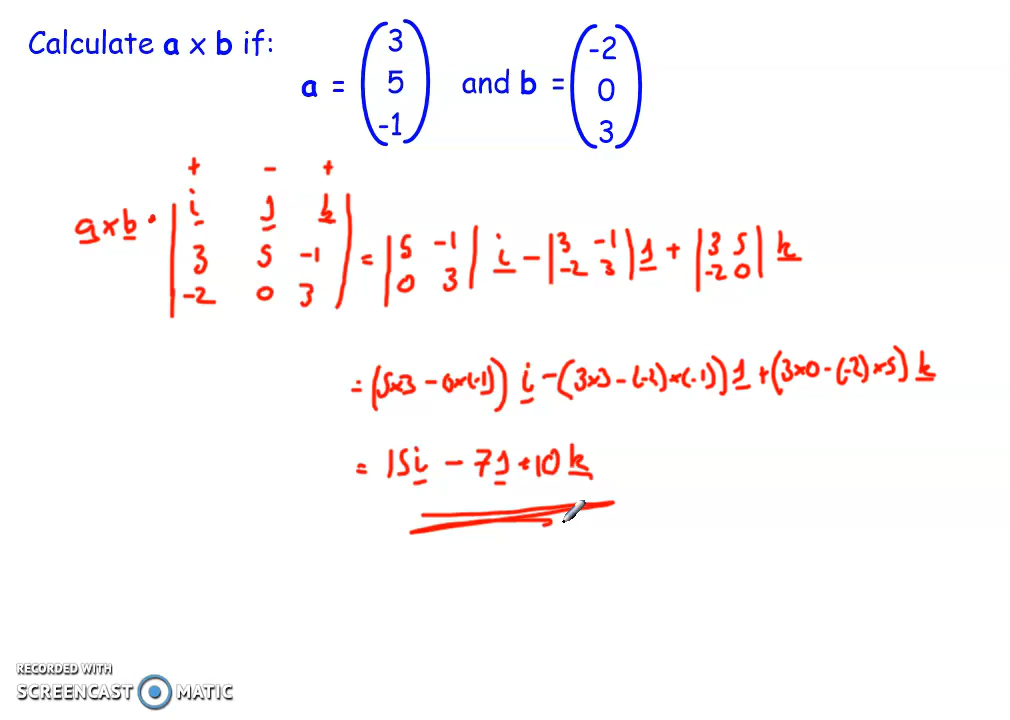 Calculate a x b if:
a = (3 5 -1) and b = (-2 0 3)
+ - +
a x b = | i j k | = | 5 -1 | i - | 3 -1 | j + | 3 5 | k
| 3 5 -1 | | 0 3 | | -2 3 | | -2 0 |
| -2 0 3 |
= (5x3 - 0x(-1)) i - (3x3 - (-2)x(-1)) j + (3x0 - (-2)x5) k
= 15i - 7j + 10k
RECORDED WITH
SCREENCAST MATIC